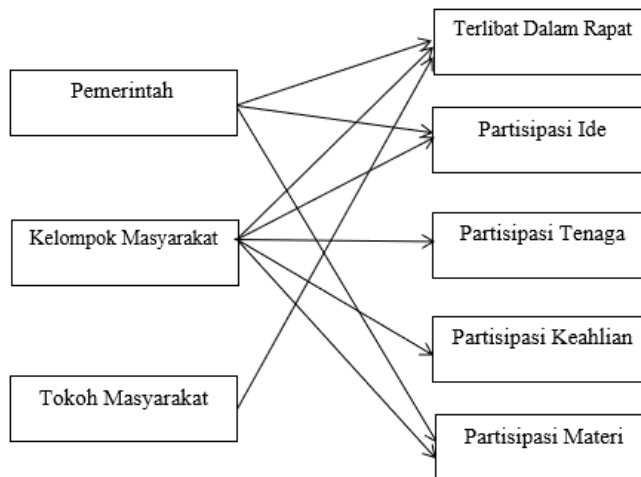 Pemerintah
Kelompok Masyarakat
Tokoh Masyarakat
Terlibat Dalam Rapat
Partisipasi Ide
Partisipasi Tenaga
Partisipasi Keahlian
Partisipasi Materi